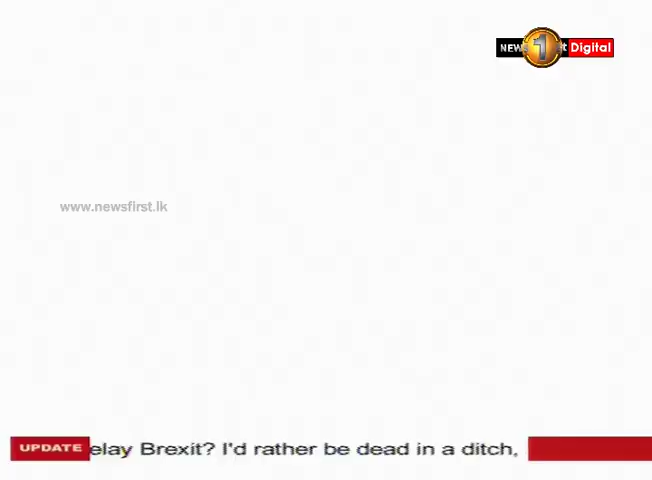 NEWS 1st Digital
www.newsfirst.lk
UPDATE elay Brexit? I'd rather be dead in a ditch,